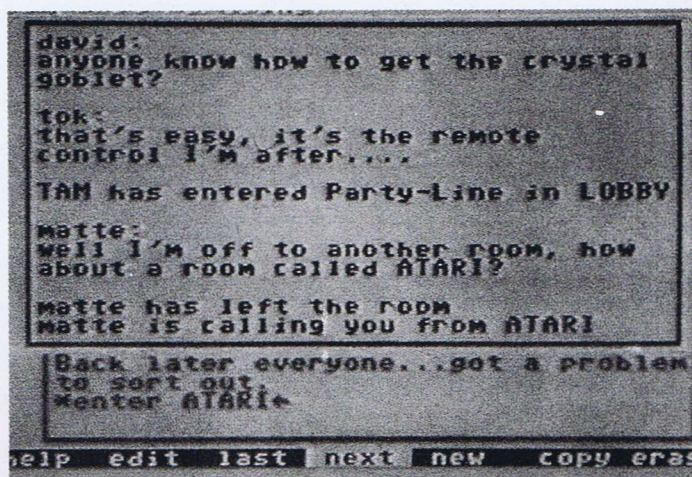 david:
anyone know how to get the crystal
goblet?
tok:
that's easy, it's the remote
control I'm after....
TAM has entered Party-Line in LOBBY
matte:
well I'm off to another room, how
about a room called ATARI?
matte has left the room
matte is calling you from ATARI
Back later everyone...got a problem
to sort out.
*enter ATARI←
help edit last next new copy eras